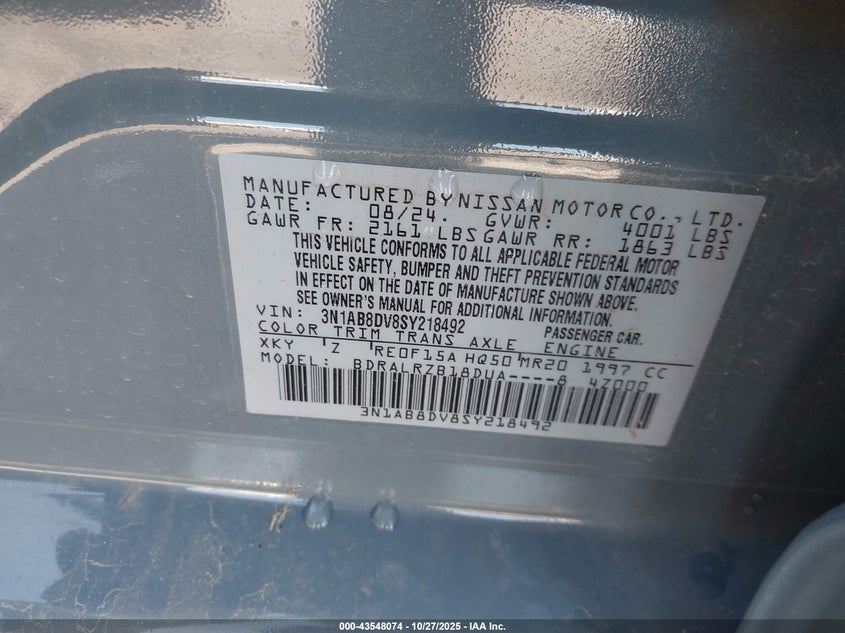 MANUFACTURED BY NISSAN MOTOR CO., LTD.
DATE: 08/24. GVWR: 4001 LBS
GAWR FR: 2161 LBS GAWR RR: 1863 LBS
THIS VEHICLE CONFORMS TO ALL APPLICABLE FEDERAL MOTOR
VEHICLE SAFETY, BUMPER AND THEFT PREVENTION STANDARDS
IN EFFECT ON THE DATE OF MANUFACTURE SHOWN ABOVE.
SEE OWNER'S MANUAL FOR ADDITIONAL INFORMATION.
VIN: 3N1AB8DV8SY218492 PASSENGER CAR.
COLOR TRIM TRANS AXLE ENGINE
XKY Z RE0F15A HQ50 MR20 1997 CC
MODEL: BDRALRZB18DUA----8 4Z000
3N1AB8DV8SY218492
000-43548074 | 10/27/2025 - IAA Inc.